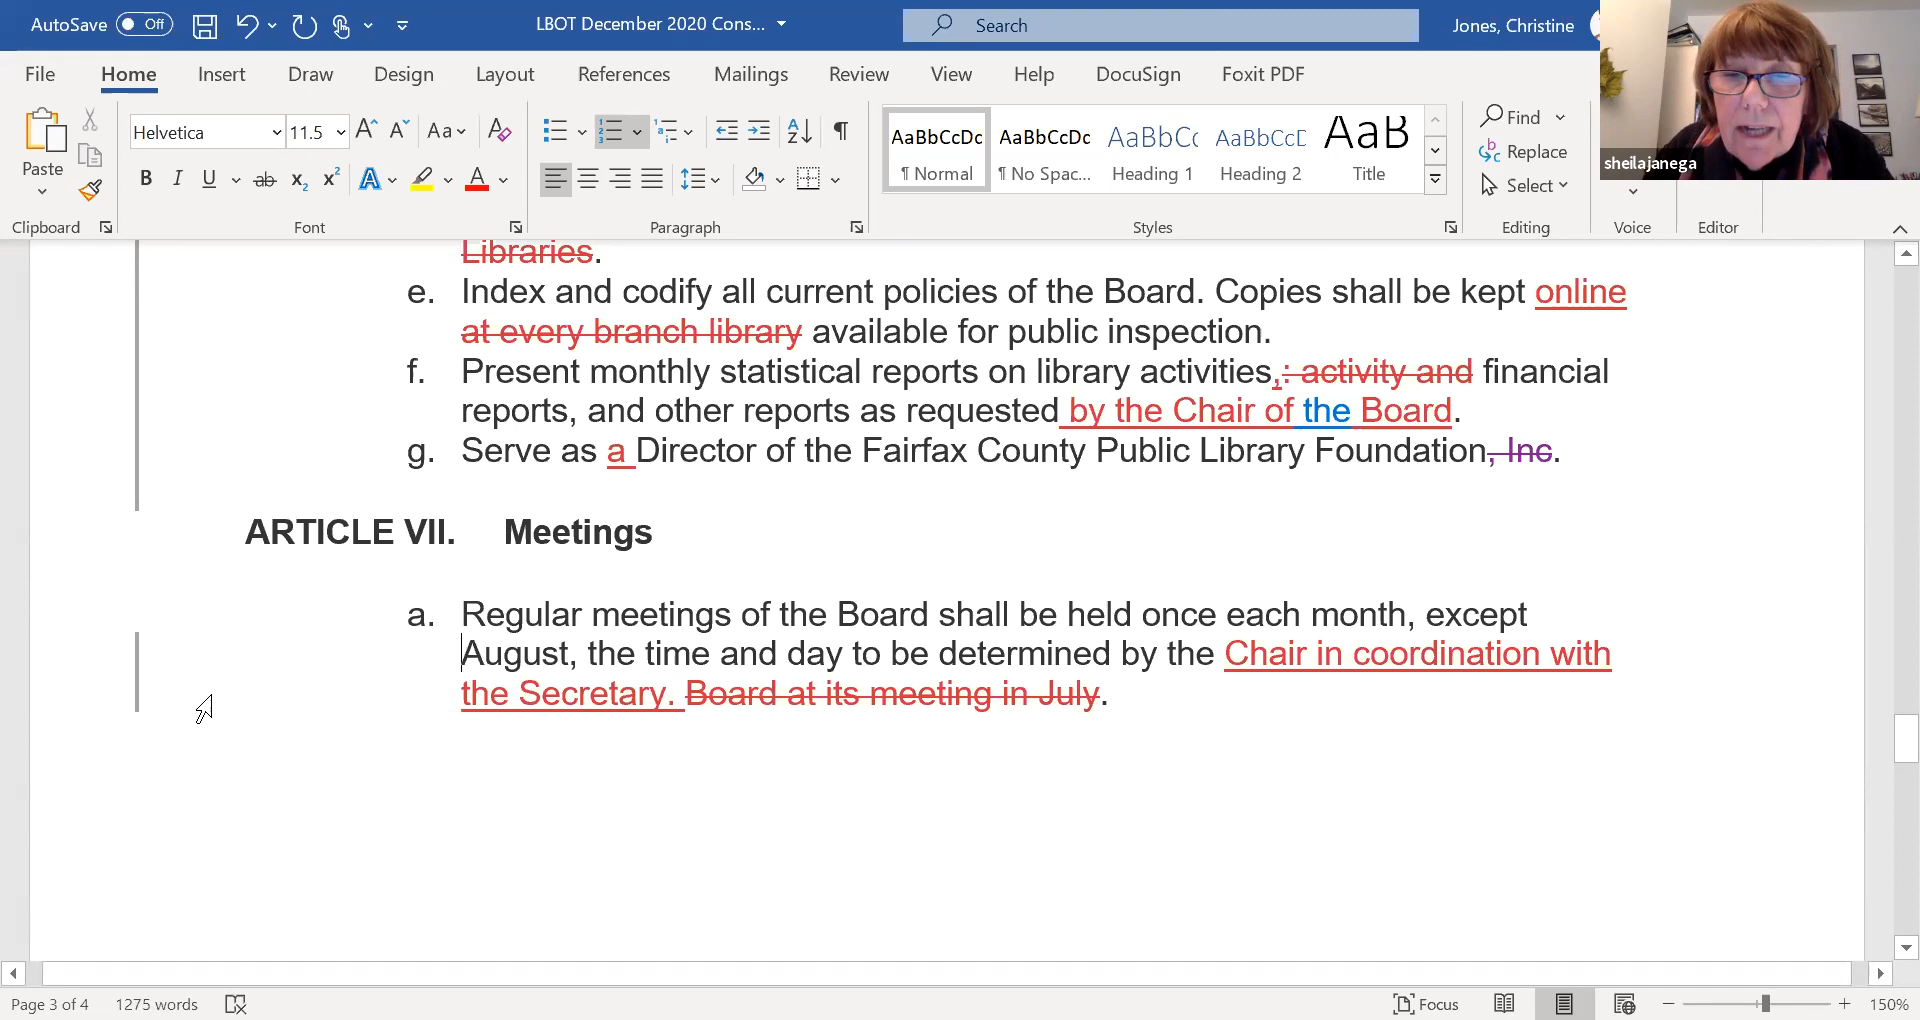 AutoSave Off LBOT December 2020 Cons... Search Jones, Christine
File Home Insert Draw Design Layout References Mailings Review View Help DocuSign Foxit PDF
Helvetica 11.5 Aa AaBbCcDc AaBbCcDc AaBbCc AaBbCcD AaB Find
Paste Replace
B I U ab x2 x2 A A ¶ Normal ¶ No Spac... Heading 1 Heading 2 Title Select
sheilajanega
Clipboard Font Paragraph Styles Editing Voice Editor
Libraries.
e. Index and codify all current policies of the Board. Copies shall be kept online
at every branch library available for public inspection.
f. Present monthly statistical reports on library activities,: activity and financial
reports, and other reports as requested by the Chair of the Board.
g. Serve as a Director of the Fairfax County Public Library Foundation, Inc.
ARTICLE VII. Meetings
a. Regular meetings of the Board shall be held once each month, except
August, the time and day to be determined by the Chair in coordination with
the Secretary. Board at its meeting in July.
Page 3 of 4 1275 words Focus 150%